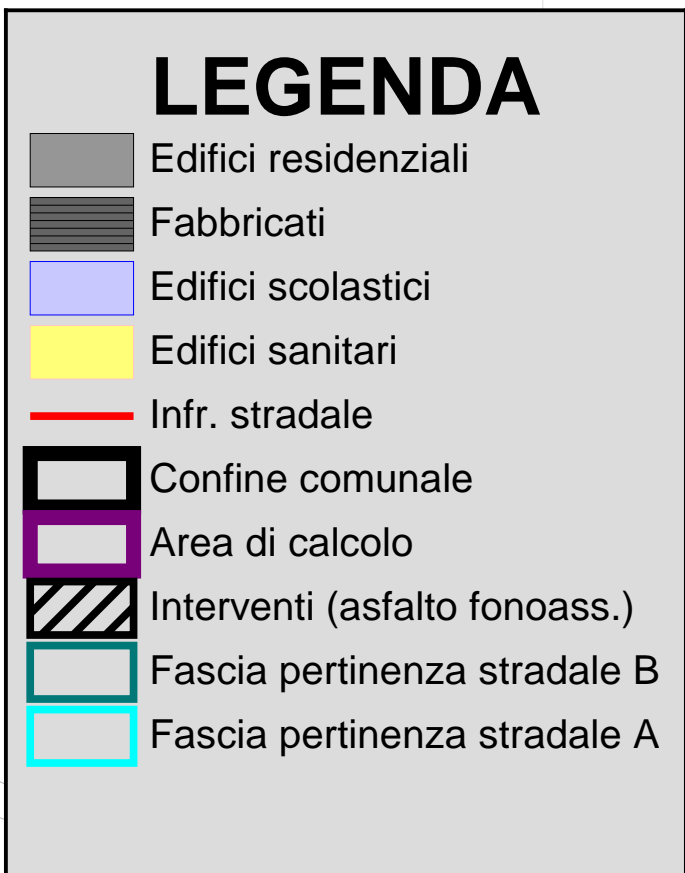 LEGENDA
Edifici residenziali
Fabbricati
Edifici scolastici
Edifici sanitari
Infr. stradale
Confine comunale
Area di calcolo
Interventi (asfalto fonoass.)
Fascia pertinenza stradale B
Fascia pertinenza stradale A